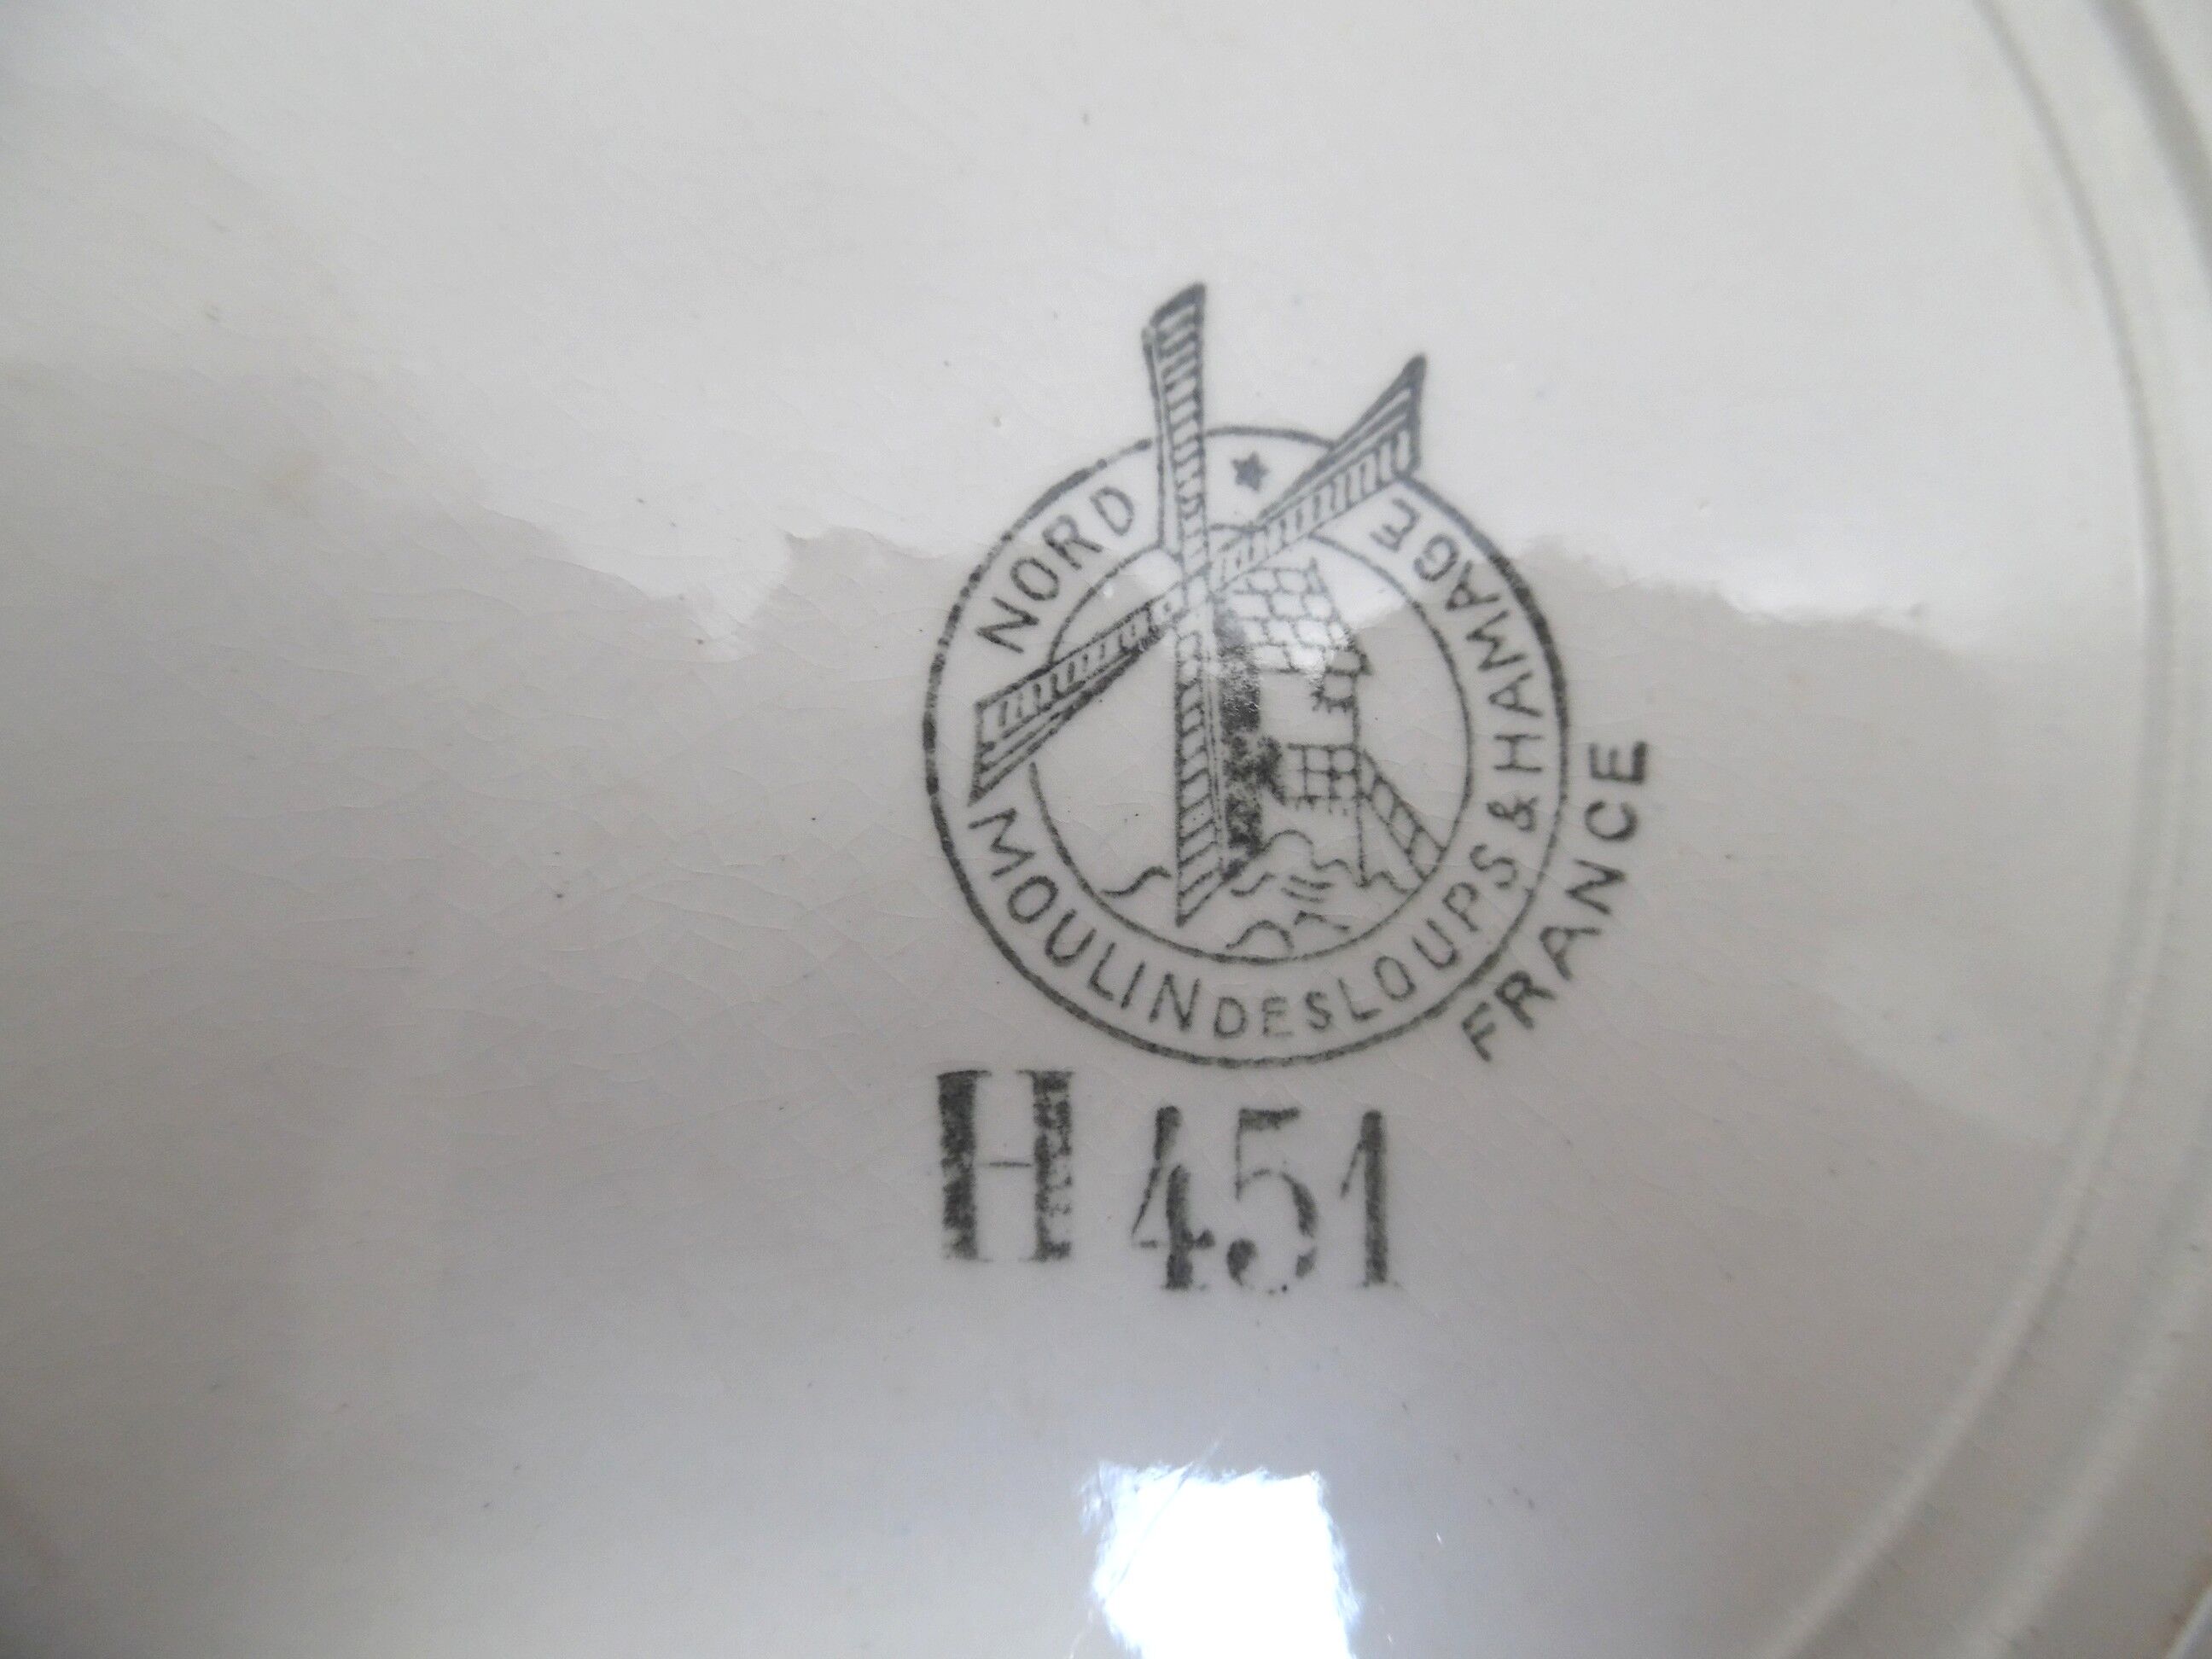 NORD
MOULIN DES LOUPS & HAMAGE
FRANCE
H 451